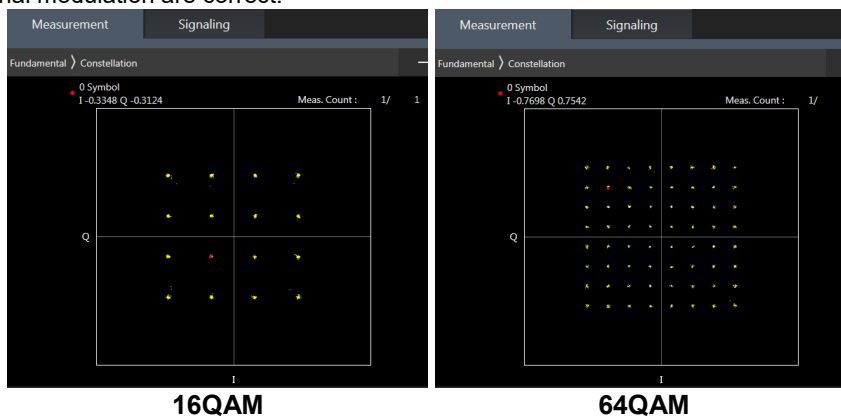 nal modulation are correct.
Measurement Signaling
Fundamental 〉 Constellation
0 Symbol
I -0.3348 Q -0.3124 Meas. Count : 1/ 1
Q
I
16QAM
Measurement Signaling
Fundamental 〉 Constellation
0 Symbol
I -0.7698 Q 0.7542 Meas. Count : 1/
Q
I
64QAM